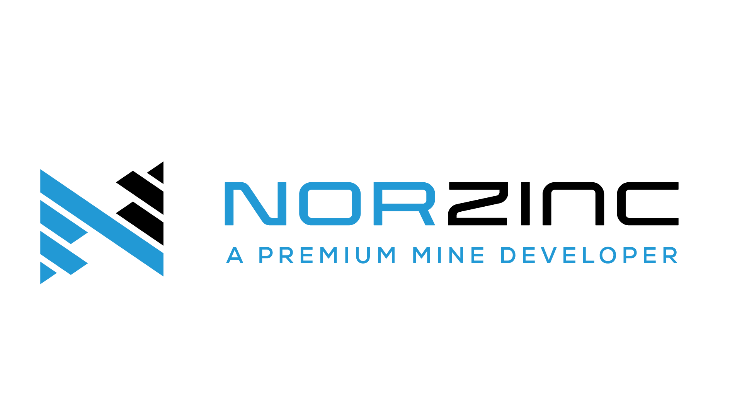 NORZINC
A PREMIUM MINE DEVELOPER